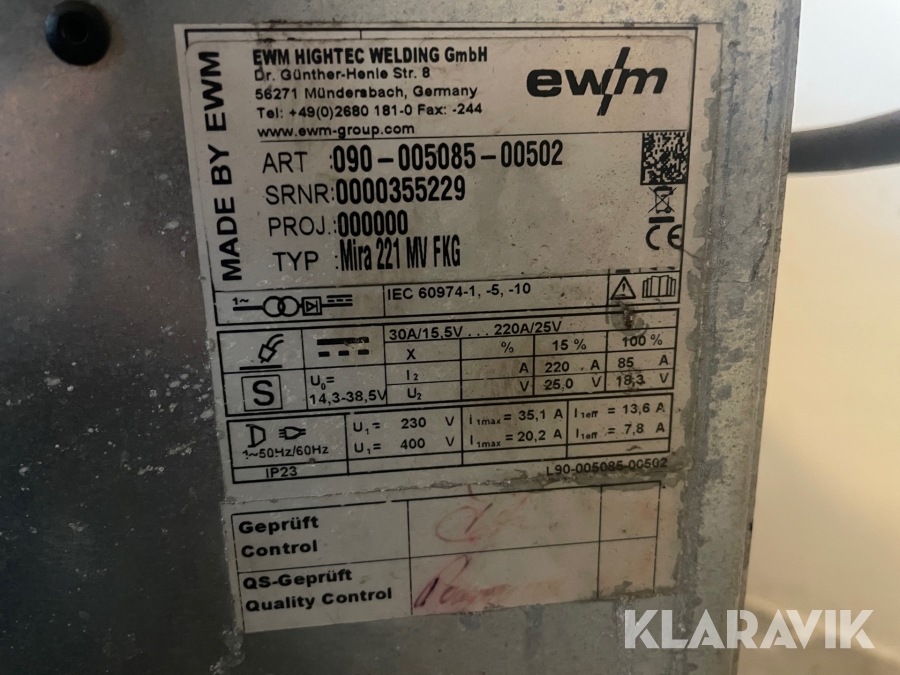 MADE BY EWM
EWM HIGHTEC WELDING GmbH
Dr. Günther-Henle Str. 8
56271 Mündersbach, Germany
Tel: +49(0)2680 181-0 Fax: -244
www.ewm-group.com
ewm
ART :090-005085-00502
SRNR:0000355229
PROJ.:000000
TYP :Mira 221 MV FKG
CE
1~
IEC 60974-1, -5, -10
30A/15,5V ... 220A/25V
X % 15 % 100 %
I2 A 220 A 85 A
U2 V 25,0 V 18,3 V
S
U0=
14,3-38,5V
1~50Hz/60Hz
U1= 230 V I1max = 35,1 A I1eff = 13,6 A
U1= 400 V I1max = 20,2 A I1eff = 7,8 A
IP23
L90-005085-00502
Geprüft
Control
QS-Geprüft
Quality Control
KLARAVIK